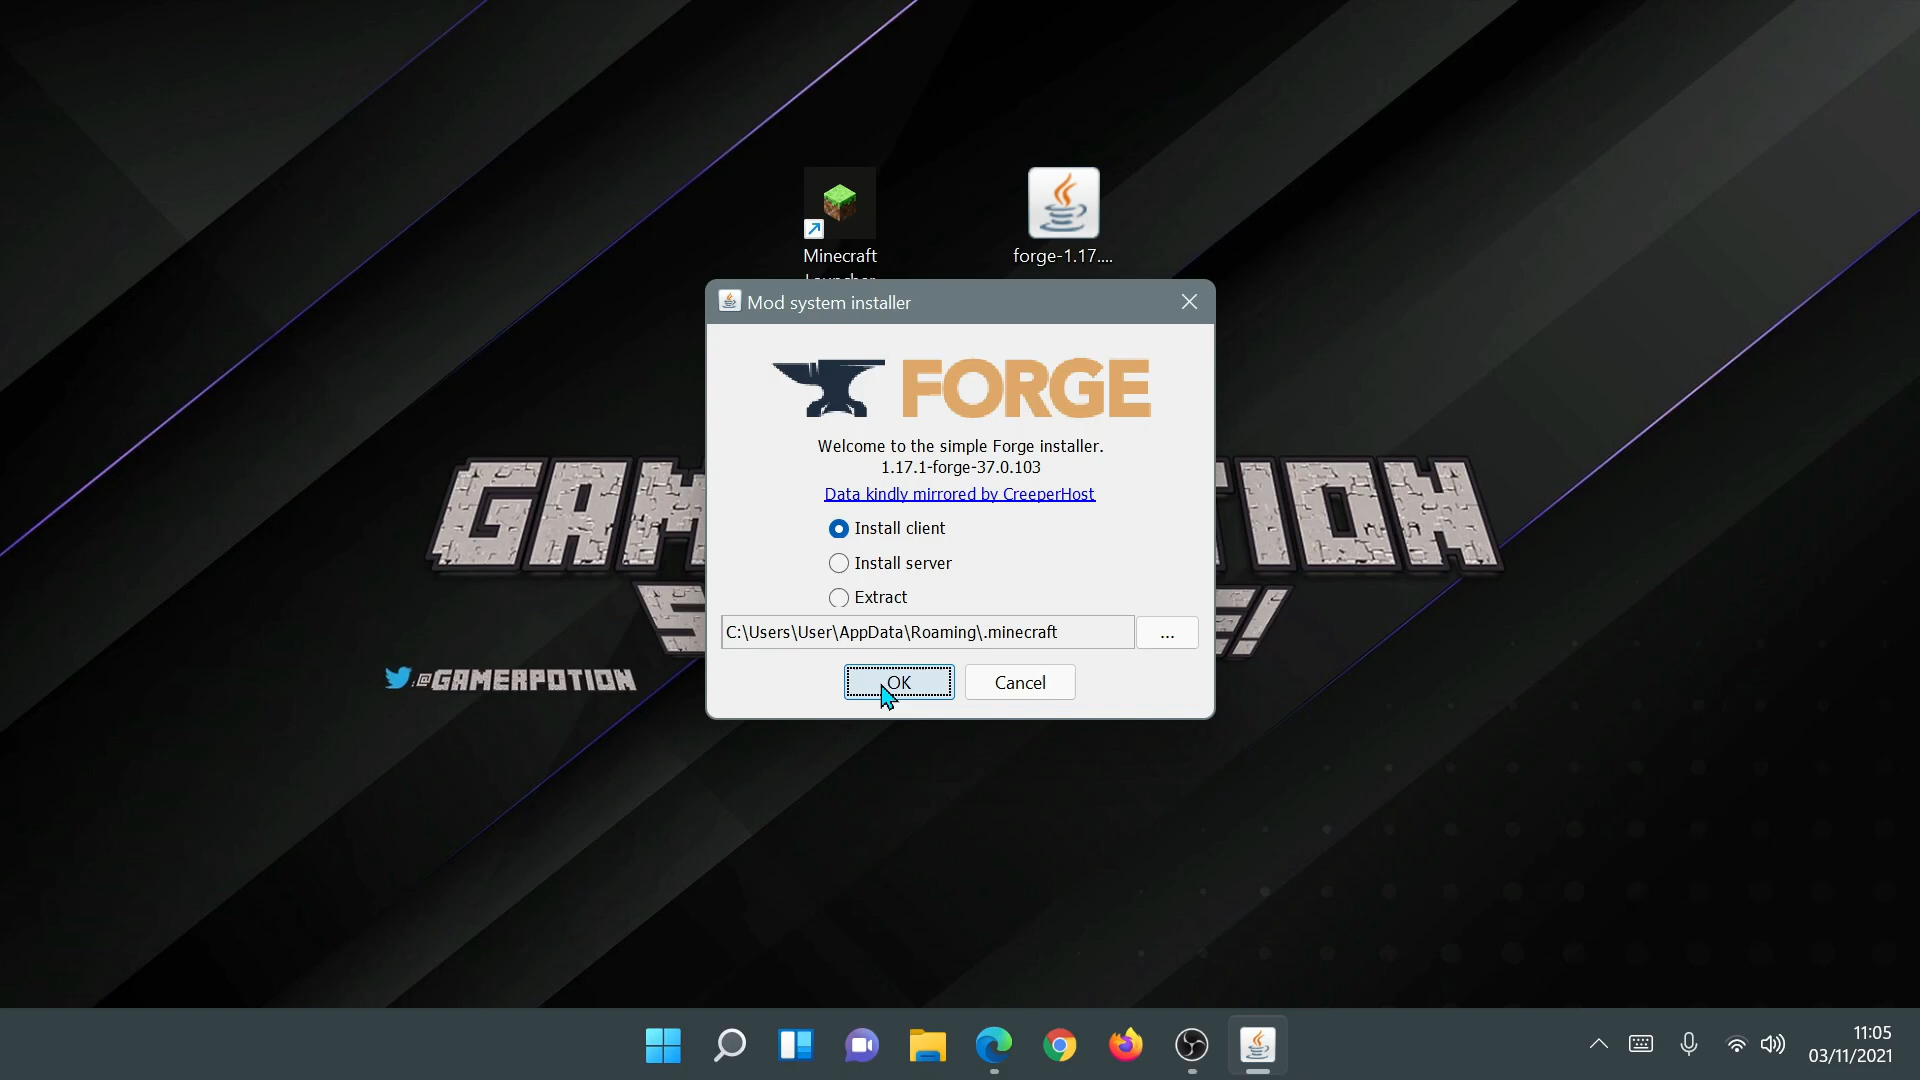 Minecraft
forge-1.17....
Mod system installer
FORGE
Welcome to the simple Forge installer.
1.17.1-forge-37.0.103
Data kindly mirrored by CreeperHost
Install client
Install server
Extract
C:\Users\User\AppData\Roaming\.minecraft
...
OK
Cancel
:@GAMERPOTION
11:05
03/11/2021